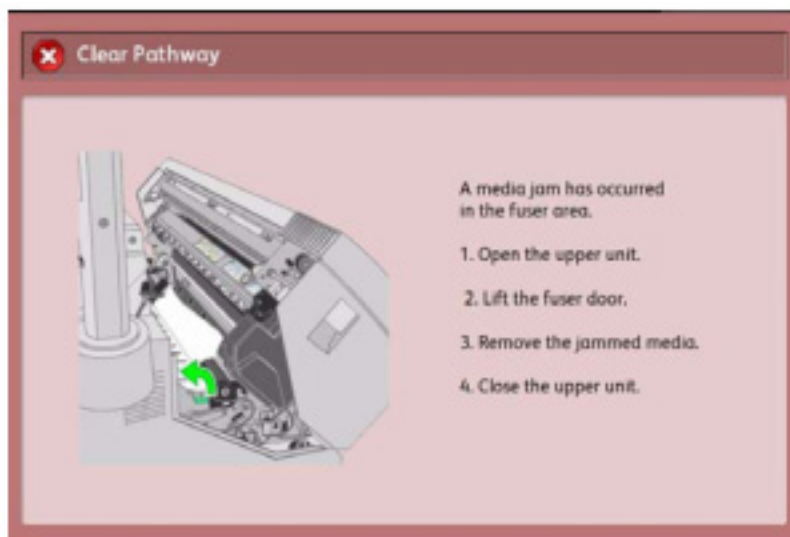 Clear Pathway
A media jam has occurred
in the fuser area.
1. Open the upper unit.
2. Lift the fuser door.
3. Remove the jammed media.
4. Close the upper unit.